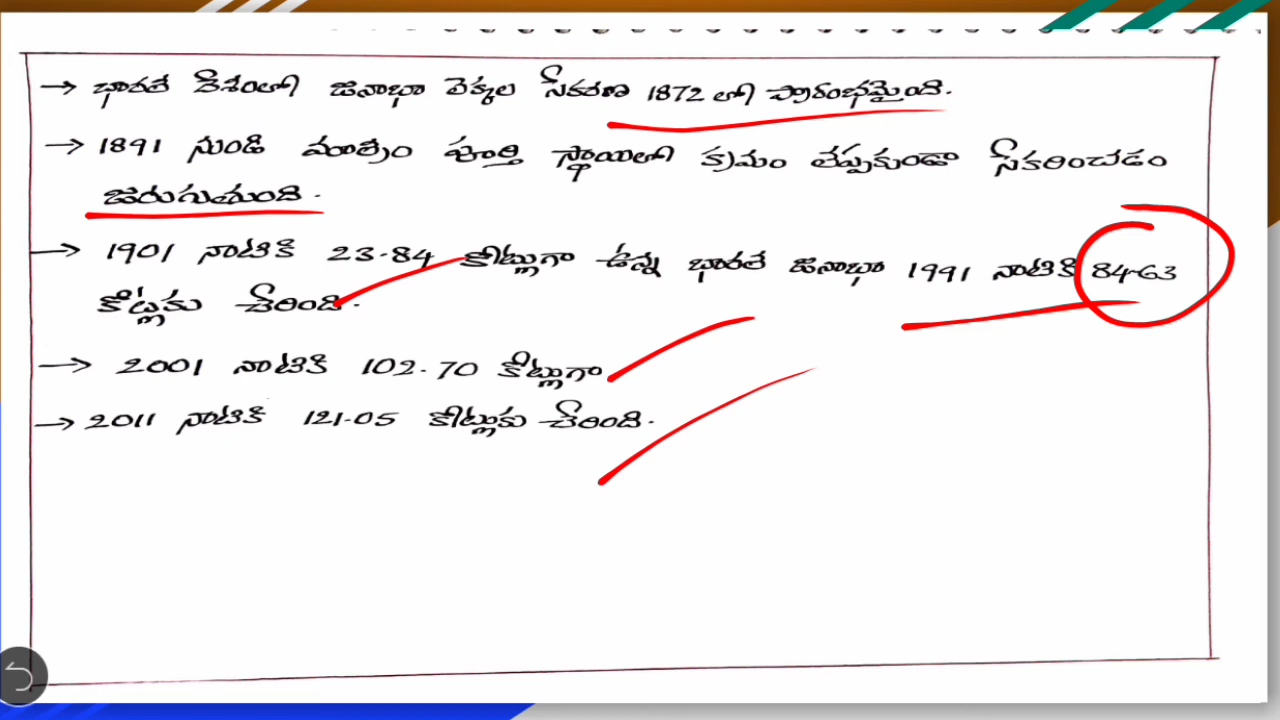 → భారత దేశంలో జనాభా లెక్కల సేకరణ 1872 లో ప్రారంభమైంది.
→ 1891 నుండి మాత్రం పూర్తి స్థాయిలో క్రమం తప్పకుండా సేకరించడం
జరుగుతుంది.
→ 1901 నాటికి 23.84 కోట్లుగా ఉన్న భారత జనాభా 1991 నాటికి 84.63
కోట్లకు చేరింది.
→ 2001 నాటికి 102.70 కోట్లుగా
→ 2011 నాటికి 121.05 కోట్లుకు చేరింది.